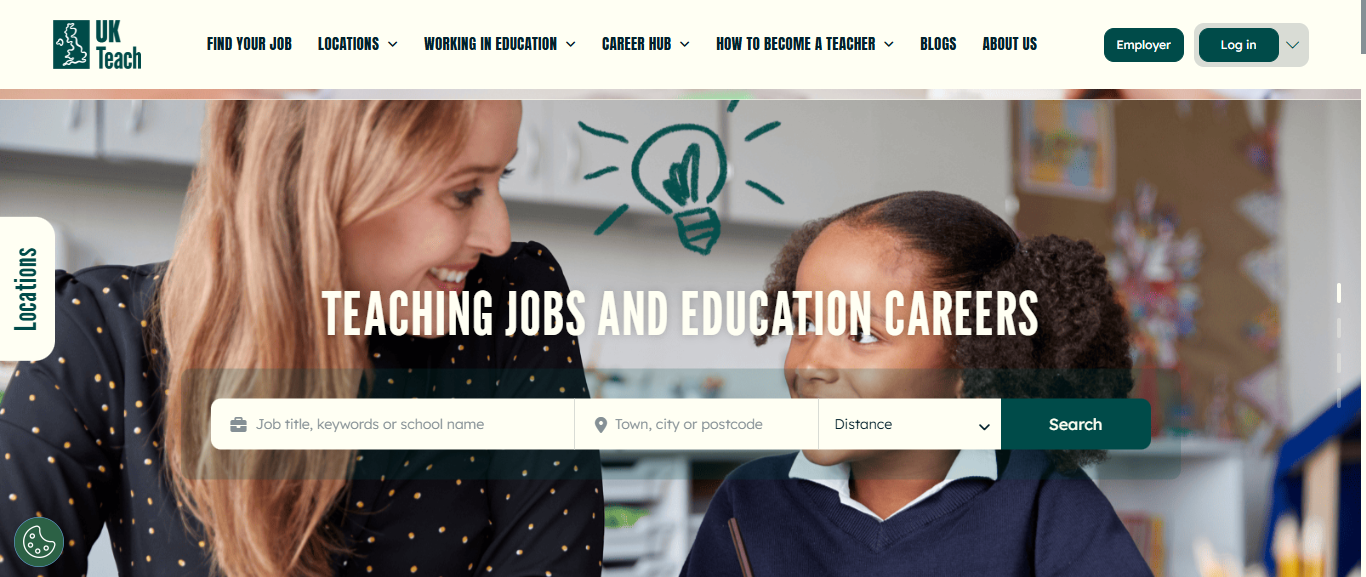 UK
Teach
FIND YOUR JOB
LOCATIONS
WORKING IN EDUCATION
CAREER HUB
HOW TO BECOME A TEACHER
BLOGS
ABOUT US
Employer
Log in
Locations
TEACHING JOBS AND EDUCATION CAREERS
Job title, keywords or school name
Town, city or postcode
Distance
Search